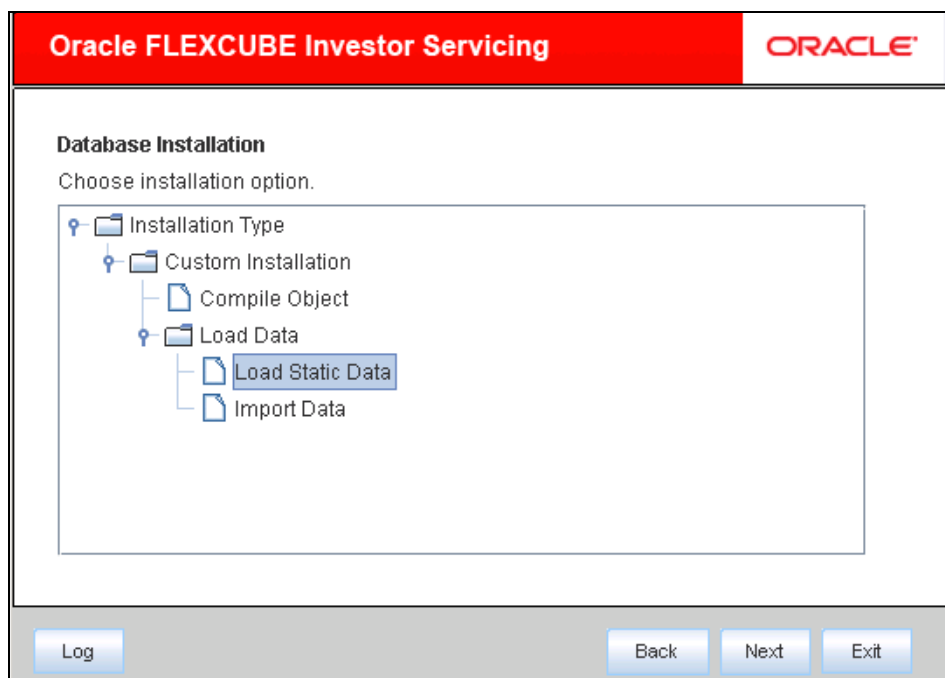 Oracle FLEXCUBE Investor Servicing
ORACLE
Database Installation
Choose installation option.
Installation Type
Custom Installation
Compile Object
Load Data
Load Static Data
Import Data
Log
Back
Next
Exit